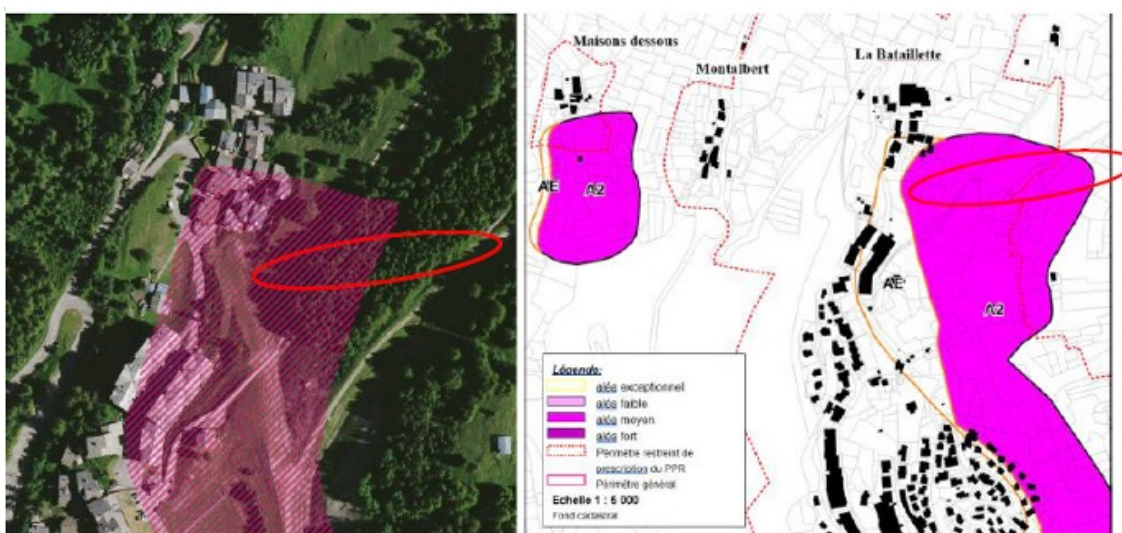 Maisons dessous
Montalbert
La Bataillette
AE
A2
AE
A2
Légende:
aléa exceptionnel
aléa faible
aléa moyen
aléa fort
Périmètre restreint de
prescription du PPR
Périmètre général
Echelle 1 : 5 000
Fond cadastral